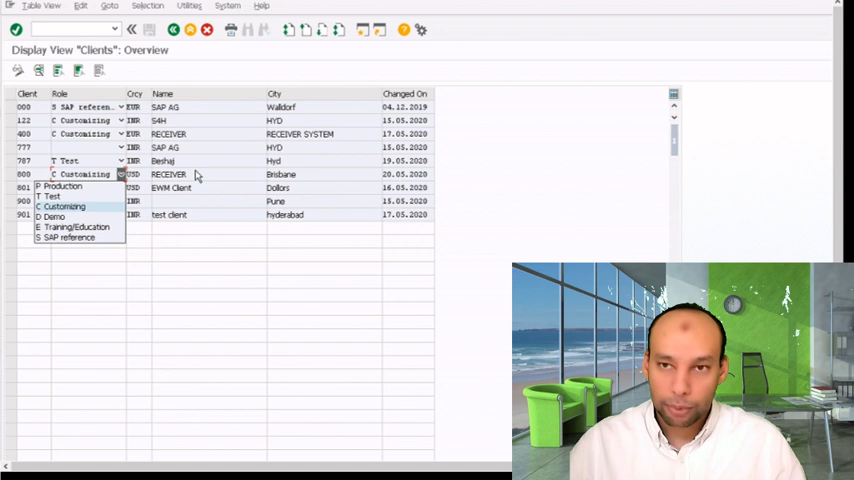 Table View Edit Goto Selection Utilities System Help
Display View "Clients": Overview
Client Role Crcy Name City Changed On
000 S SAP referen… EUR SAP AG Walldorf 04.12.2019
122 C Customizing EUR S4H HYD 15.05.2020
400 C Customizing EUR RECEIVER RECEIVER SYSTEM 17.05.2020
777 INR SAP AG HYD 15.05.2020
787 T Test INR Beshaj Hyd 19.05.2020
800 C Customizing USD RECEIVER Brisbane 20.05.2020
801 USD EWM Client Dollors 16.05.2020
900 INR Pune 15.05.2020
901 INR test client hyderabad 17.05.2020
P Production
T Test
C Customizing
D Demo
E Training/Education
S SAP reference